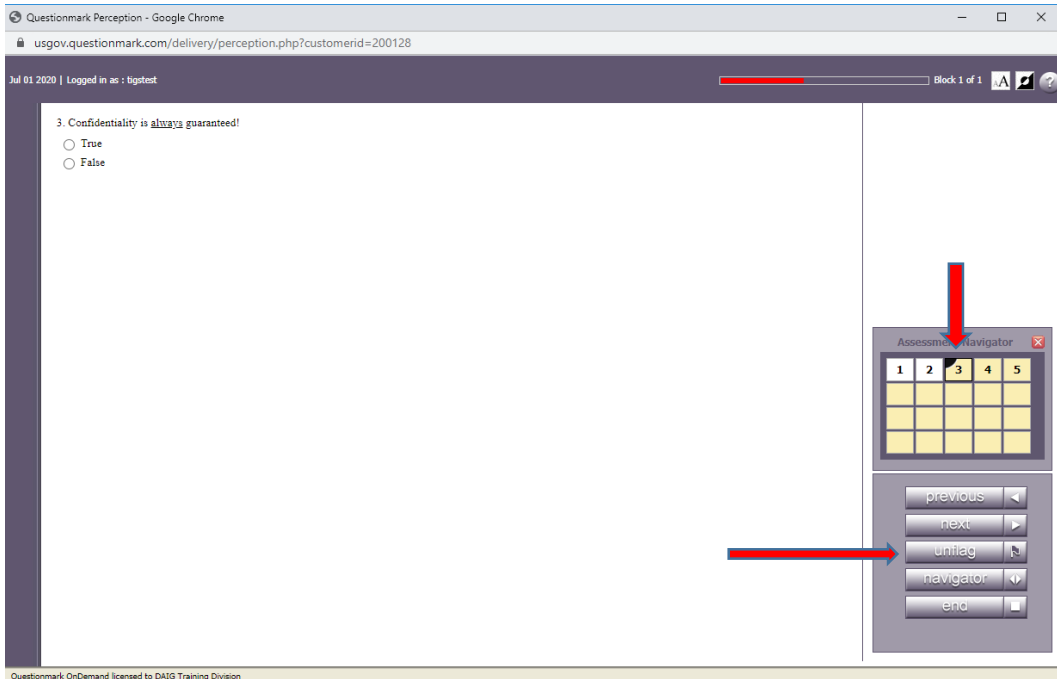 Questionmark Perception - Google Chrome
usgov.questionmark.com/delivery/perception.php?customerid=200128
Jul 01 2020 | Logged in as : tigstest
Block 1 of 1
AA
?
3. Confidentiality is always guaranteed!
True
False
Assessment Navigator
1 2 3 4 5
previous
next
unflag
navigator
end
Questionmark OnDemand licensed to DAIG Training Division